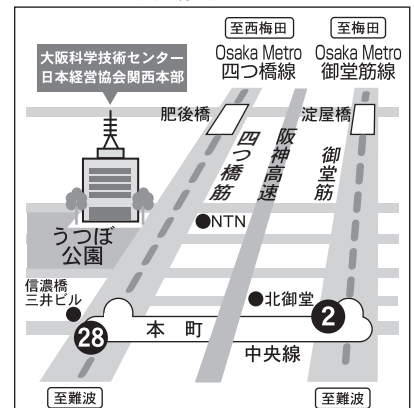 至西梅田
至梅田
Osaka Metro
四つ橋線
Osaka Metro
御堂筋線
大阪科学技術センター
日本経営協会関西本部
肥後橋
淀屋橋
四つ橋筋
阪神高速
御堂筋
うつぼ
公園
NTN
信濃橋
三井ビル
北御堂
28
本町
2
中央線
至難波
至難波